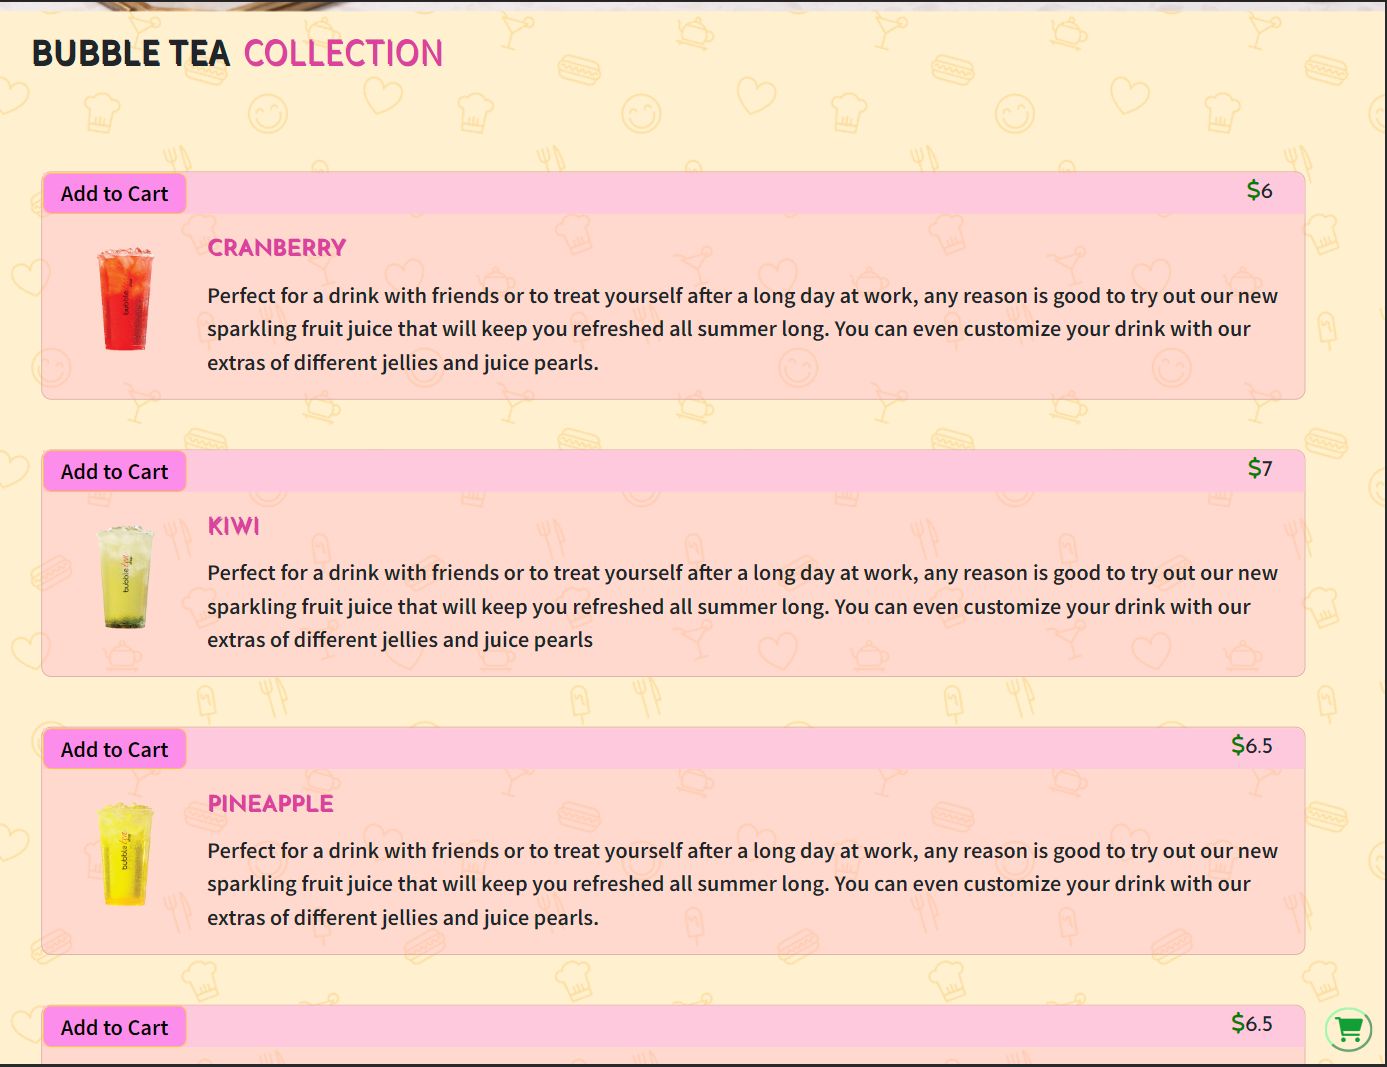 BUBBLE TEA COLLECTION
Add to Cart
$6
CRANBERRY
Perfect for a drink with friends or to treat yourself after a long day at work, any reason is good to try out our new
sparkling fruit juice that will keep you refreshed all summer long. You can even customize your drink with our
extras of different jellies and juice pearls.
Add to Cart
$7
bubble tea
KIWI
Perfect for a drink with friends or to treat yourself after a long day at work, any reason is good to try out our new
sparkling fruit juice that will keep you refreshed all summer long. You can even customize your drink with our
extras of different jellies and juice pearls
Add to Cart
$6.5
bubble tea
PINEAPPLE
Perfect for a drink with friends or to treat yourself after a long day at work, any reason is good to try out our new
sparkling fruit juice that will keep you refreshed all summer long. You can even customize your drink with our
extras of different jellies and juice pearls.
Add to Cart
$6.5